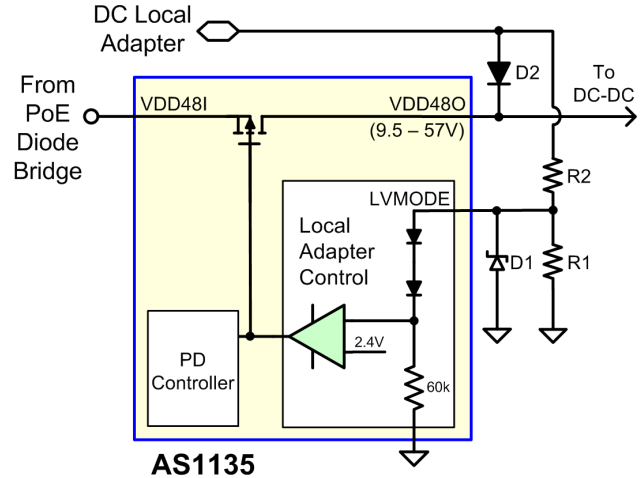 DC Local
Adapter
From
PoE
Diode
Bridge
VDD48I
VDD48O
(9.5 – 57V)
D2
To
DC-DC
R2
LVMODE
Local
Adapter
Control
D1
R1
2.4V
60k
PD
Controller
AS1135